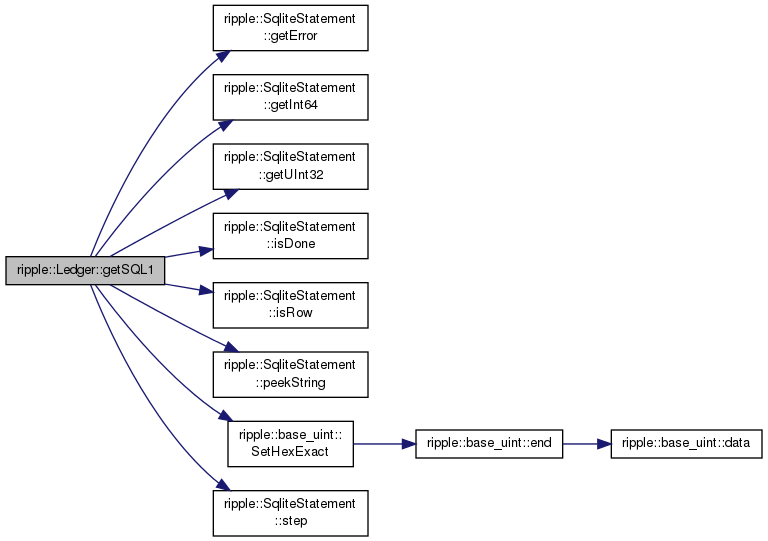 ripple::SqliteStatement
::getError
ripple::SqliteStatement
::getInt64
ripple::SqliteStatement
::getUInt32
ripple::SqliteStatement
::isDone
ripple::Ledger::getSQL1
ripple::SqliteStatement
::isRow
ripple::SqliteStatement
::peekString
ripple::base_uint::
SetHexExact
ripple::base_uint::end
ripple::base_uint::data
ripple::SqliteStatement
::step